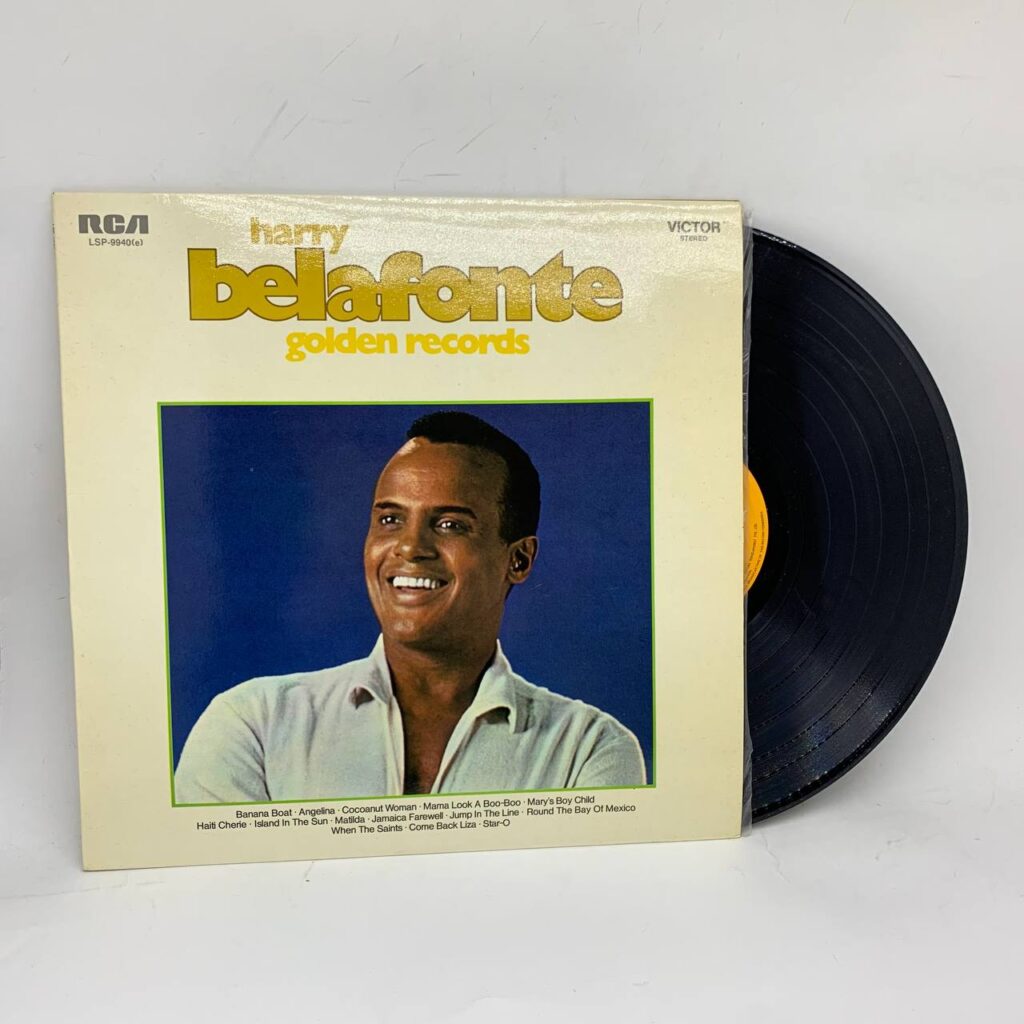 RCA
LSP-9940(e)
VICTOR
STEREO
harry
belafonte
golden records
Banana Boat · Angelina · Cocoanut Woman · Mama Look A Boo-Boo · Mary's Boy Child
Haiti Cherie · Island In The Sun · Matilda · Jamaica Farewell · Jump In The Line · Round The Bay Of Mexico
When The Saints · Come Back Liza · Star-O